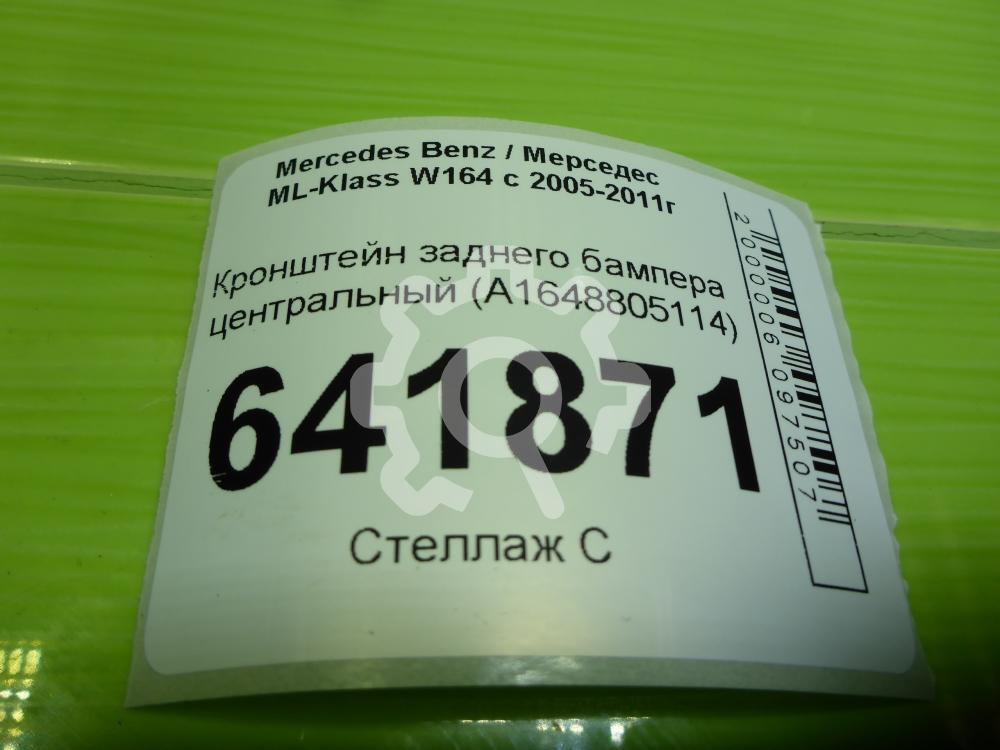 Mercedes Benz / Мерседес
ML-Klass W164 с 2005-2011г
Кронштейн заднего бампера
центральный (A1648805114)
641871
Стеллаж С
2000006097507